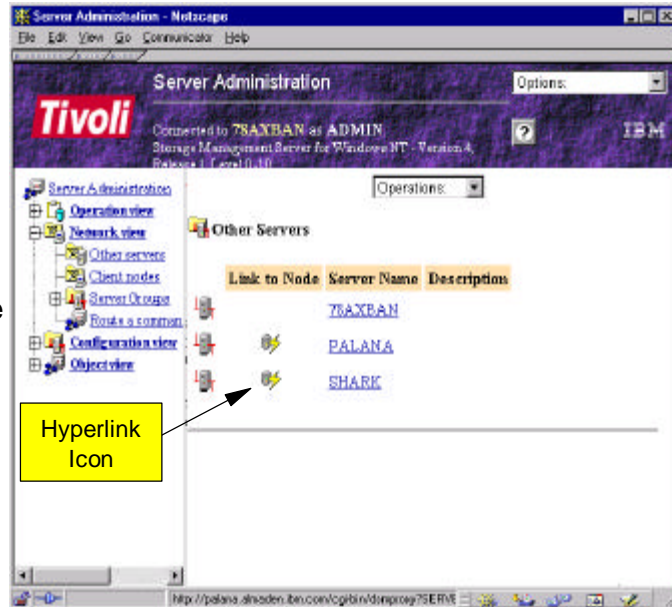 Server Administration - Netscape
File Edit View Go Communicator Help
Server Administration
Options:
Tivoli
Connected to 78AXBAN as ADMIN
Storage Management Server for Windows NT - Version 4,
Release 1, Level 0.10
?
IBM
Operations:
Server Administration
Operation view
Network view
Other servers
Client nodes
Server Groups
Route a comman
Configuration view
Object view
Other Servers
Link to Node Server Name Description
78AXBAN
PALANA
SHARK
e
Hyperlink
Icon